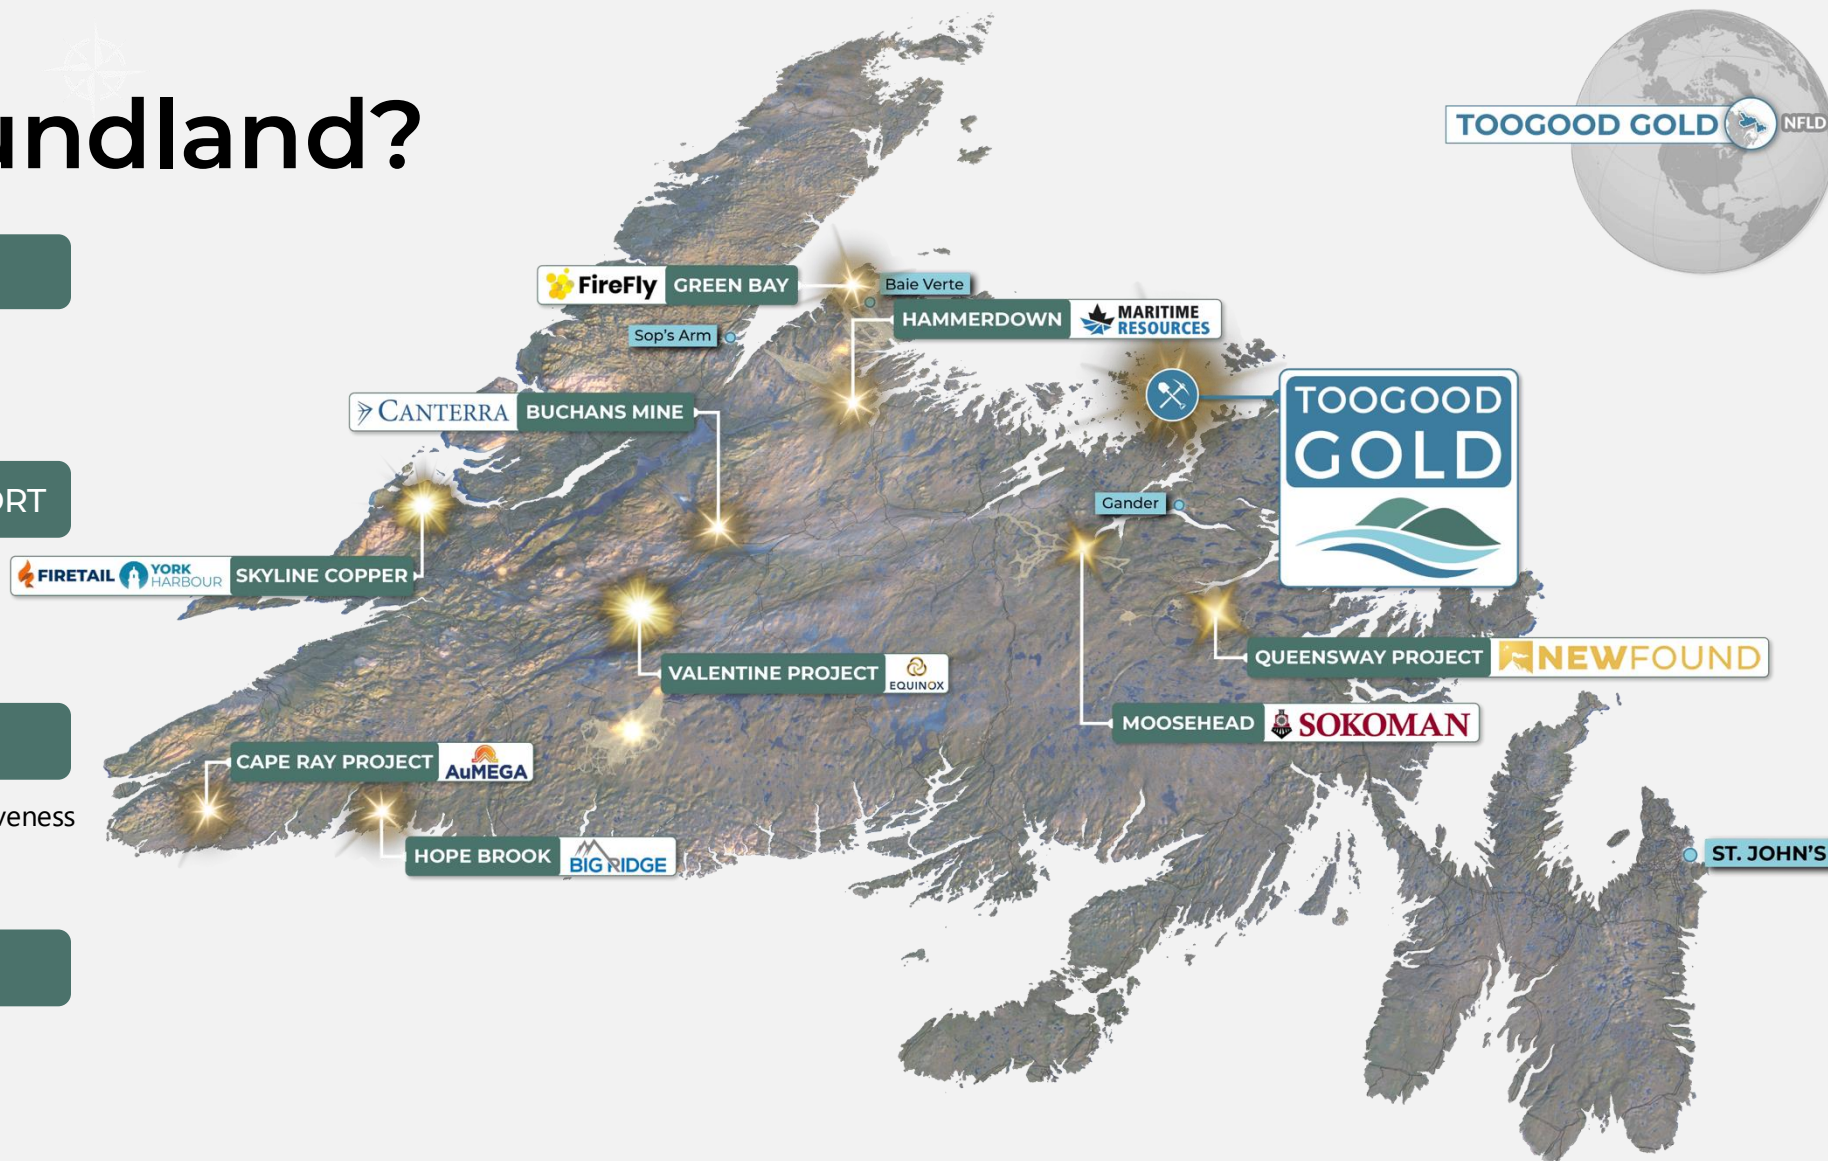 undland?
TOOGOOD GOLD
NFLD
FireFly GREEN BAY
Baie Verte
HAMMERDOWN MARITIME
RESOURCES
Sop's Arm
CANTERRA BUCHANS MINE
TOOGOOD
GOLD
ORT
Gander
FIRETAIL YORK
HARBOUR SKYLINE COPPER
VALENTINE PROJECT EQUINOX
QUEENSWAY PROJECT NEWFOUND
MOOSEHEAD SOKOMAN
CAPE RAY PROJECT AuMEGA
veness
HOPE BROOK BIG RIDGE
ST. JOHN'S